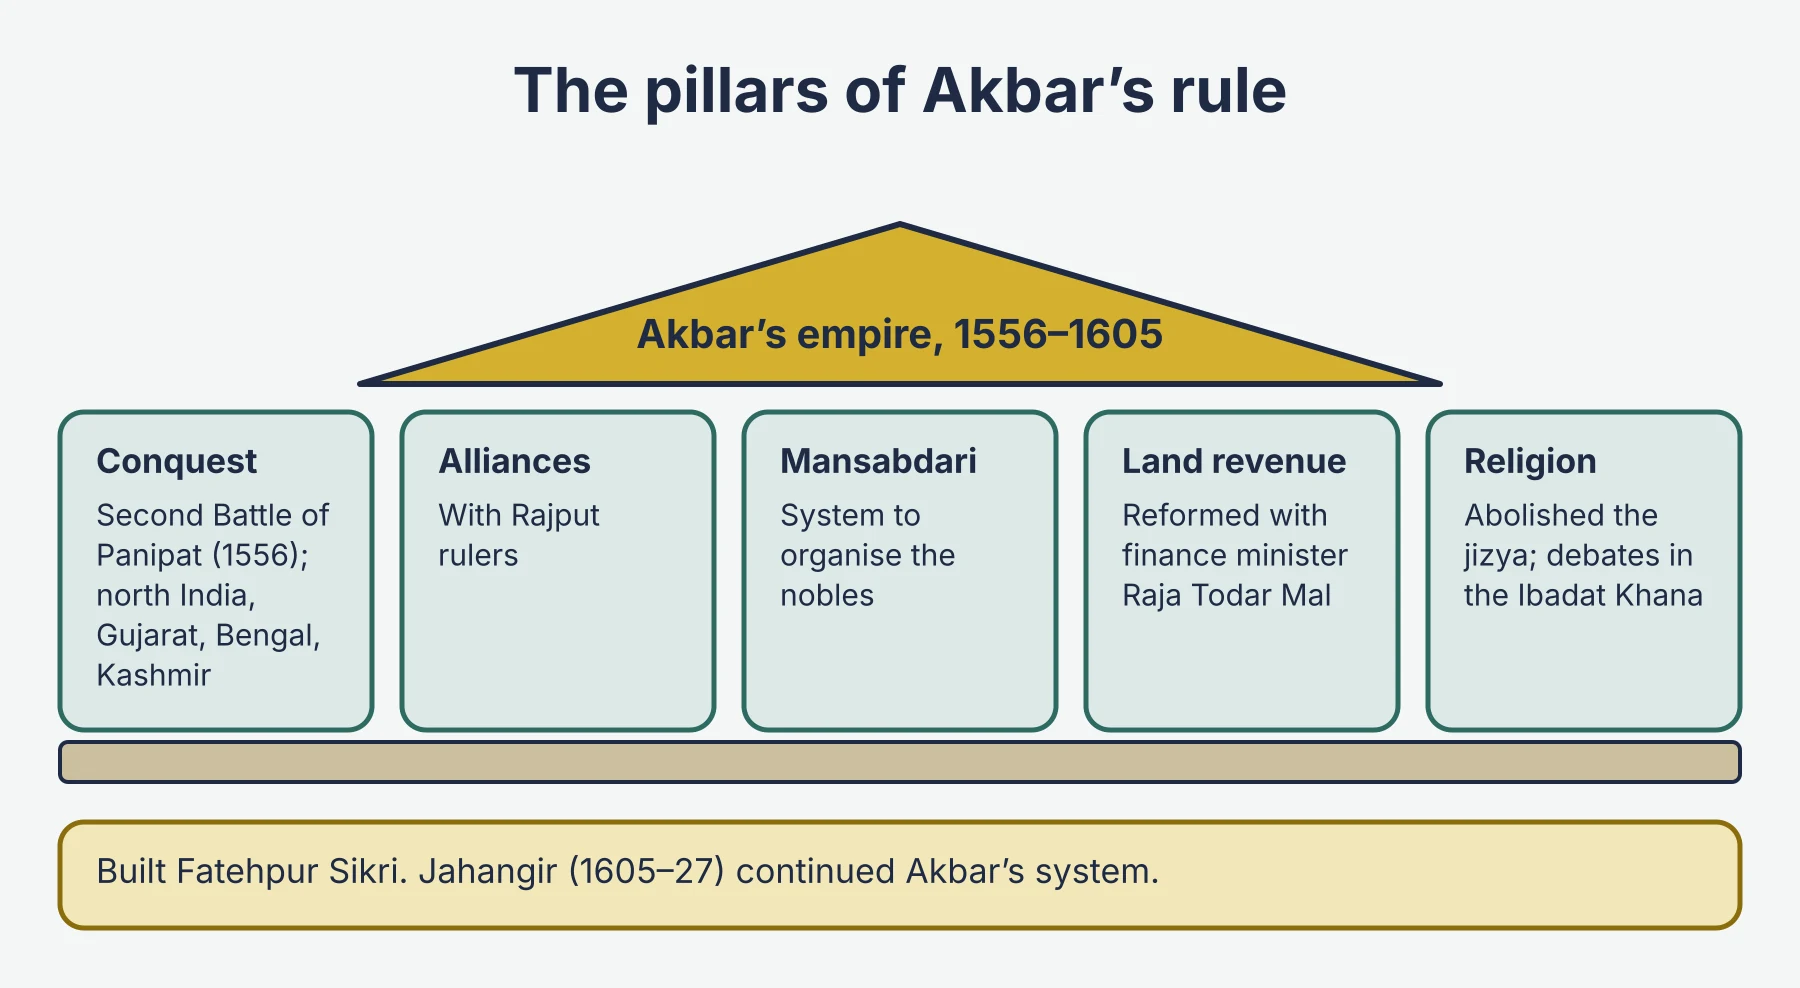 The pillars of Akbar’s rule
Akbar’s empire, 1556–1605
Conquest
Second Battle of
Panipat (1556);
north India,
Gujarat, Bengal,
Kashmir
Alliances
With Rajput
rulers
Mansabdari
System to
organise the
nobles
Land revenue
Reformed with
finance minister
Raja Todar Mal
Religion
Abolished the
jizya; debates in
the Ibadat Khana
Built Fatehpur Sikri. Jahangir (1605–27) continued Akbar’s system.